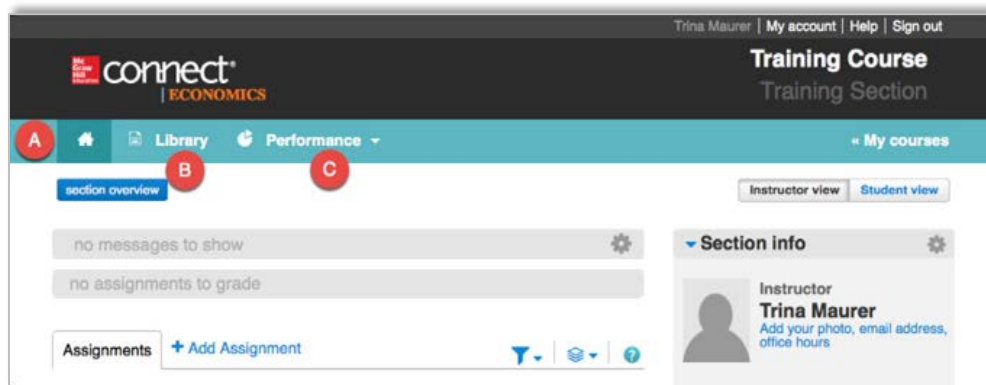 Trina Maurer | My account | Help | Sign out
Mc Graw Hill Education connect
| ECONOMICS
Training Course
Training Section
A Library Performance « My courses
B C
section overview Instructor view Student view
no messages to show
Section info
no assignments to grade
Instructor
Trina Maurer
Add your photo, email address,
office hours
Assignments + Add Assignment ?